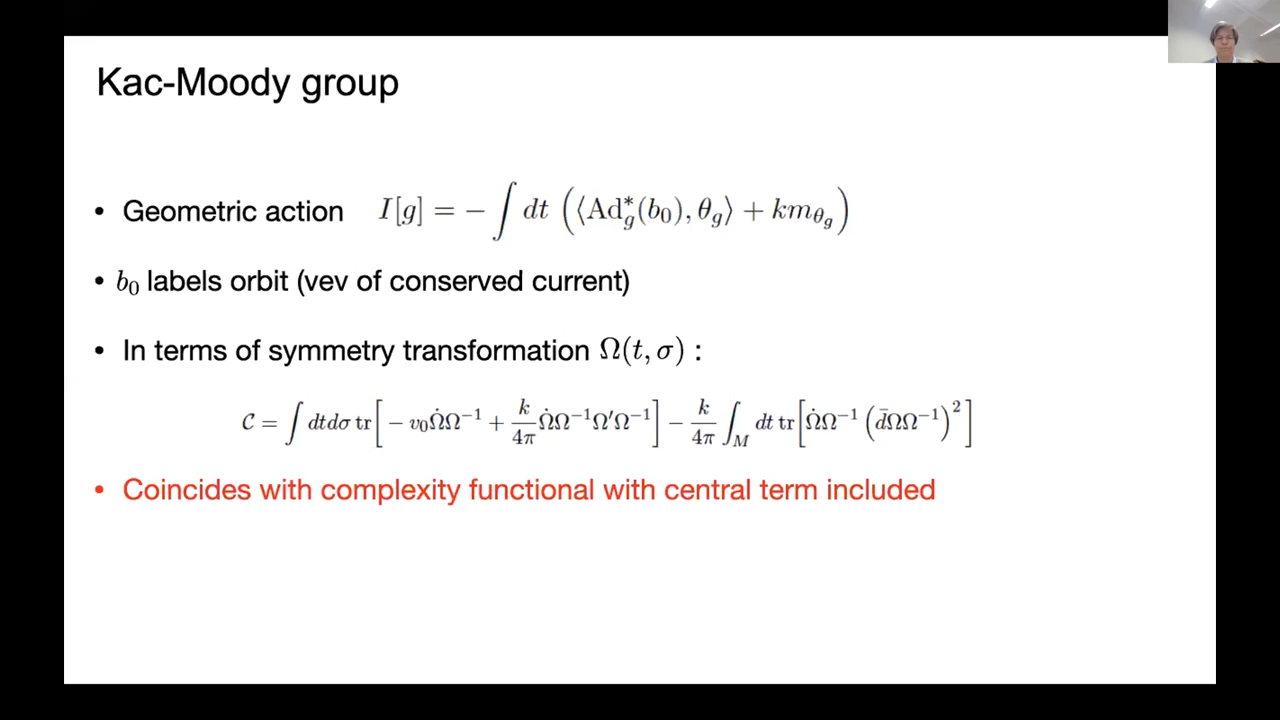 Kac-Moody group
• Geometric action I[g] = − ∫ dt (⟨Ad*_g(b₀), θ_g⟩ + km_{θ_g})
• b₀ labels orbit (vev of conserved current)
• In terms of symmetry transformation Ω(t, σ) :
𝒞 = ∫ dtdσ tr[ − v₀Ω̇Ω⁻¹ + k/4π Ω̇Ω⁻¹Ω′Ω⁻¹ ] − k/4π ∫_M dt tr[ Ω̇Ω⁻¹ (d̄ΩΩ⁻¹)² ]
• Coincides with complexity functional with central term included